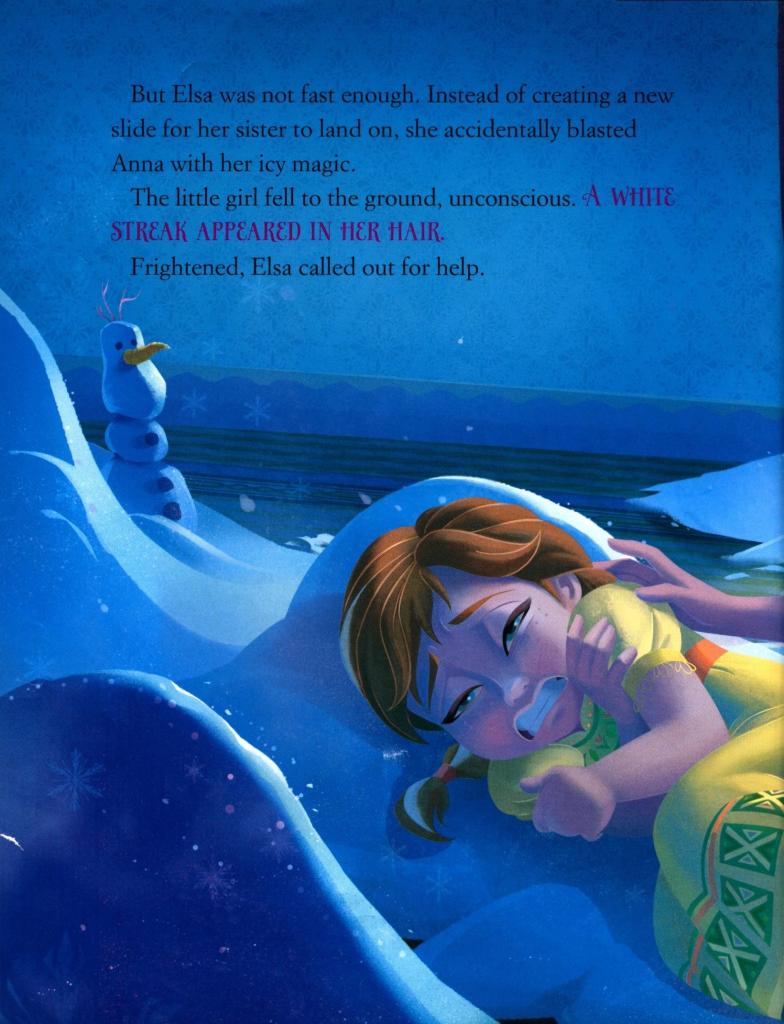 But Elsa was not fast enough. Instead of creating a new
slide for her sister to land on, she accidentally blasted
Anna with her icy magic.
The little girl fell to the ground, unconscious. A WHITE
STREAK APPEARED IN HER HAIR.
Frightened, Elsa called out for help.